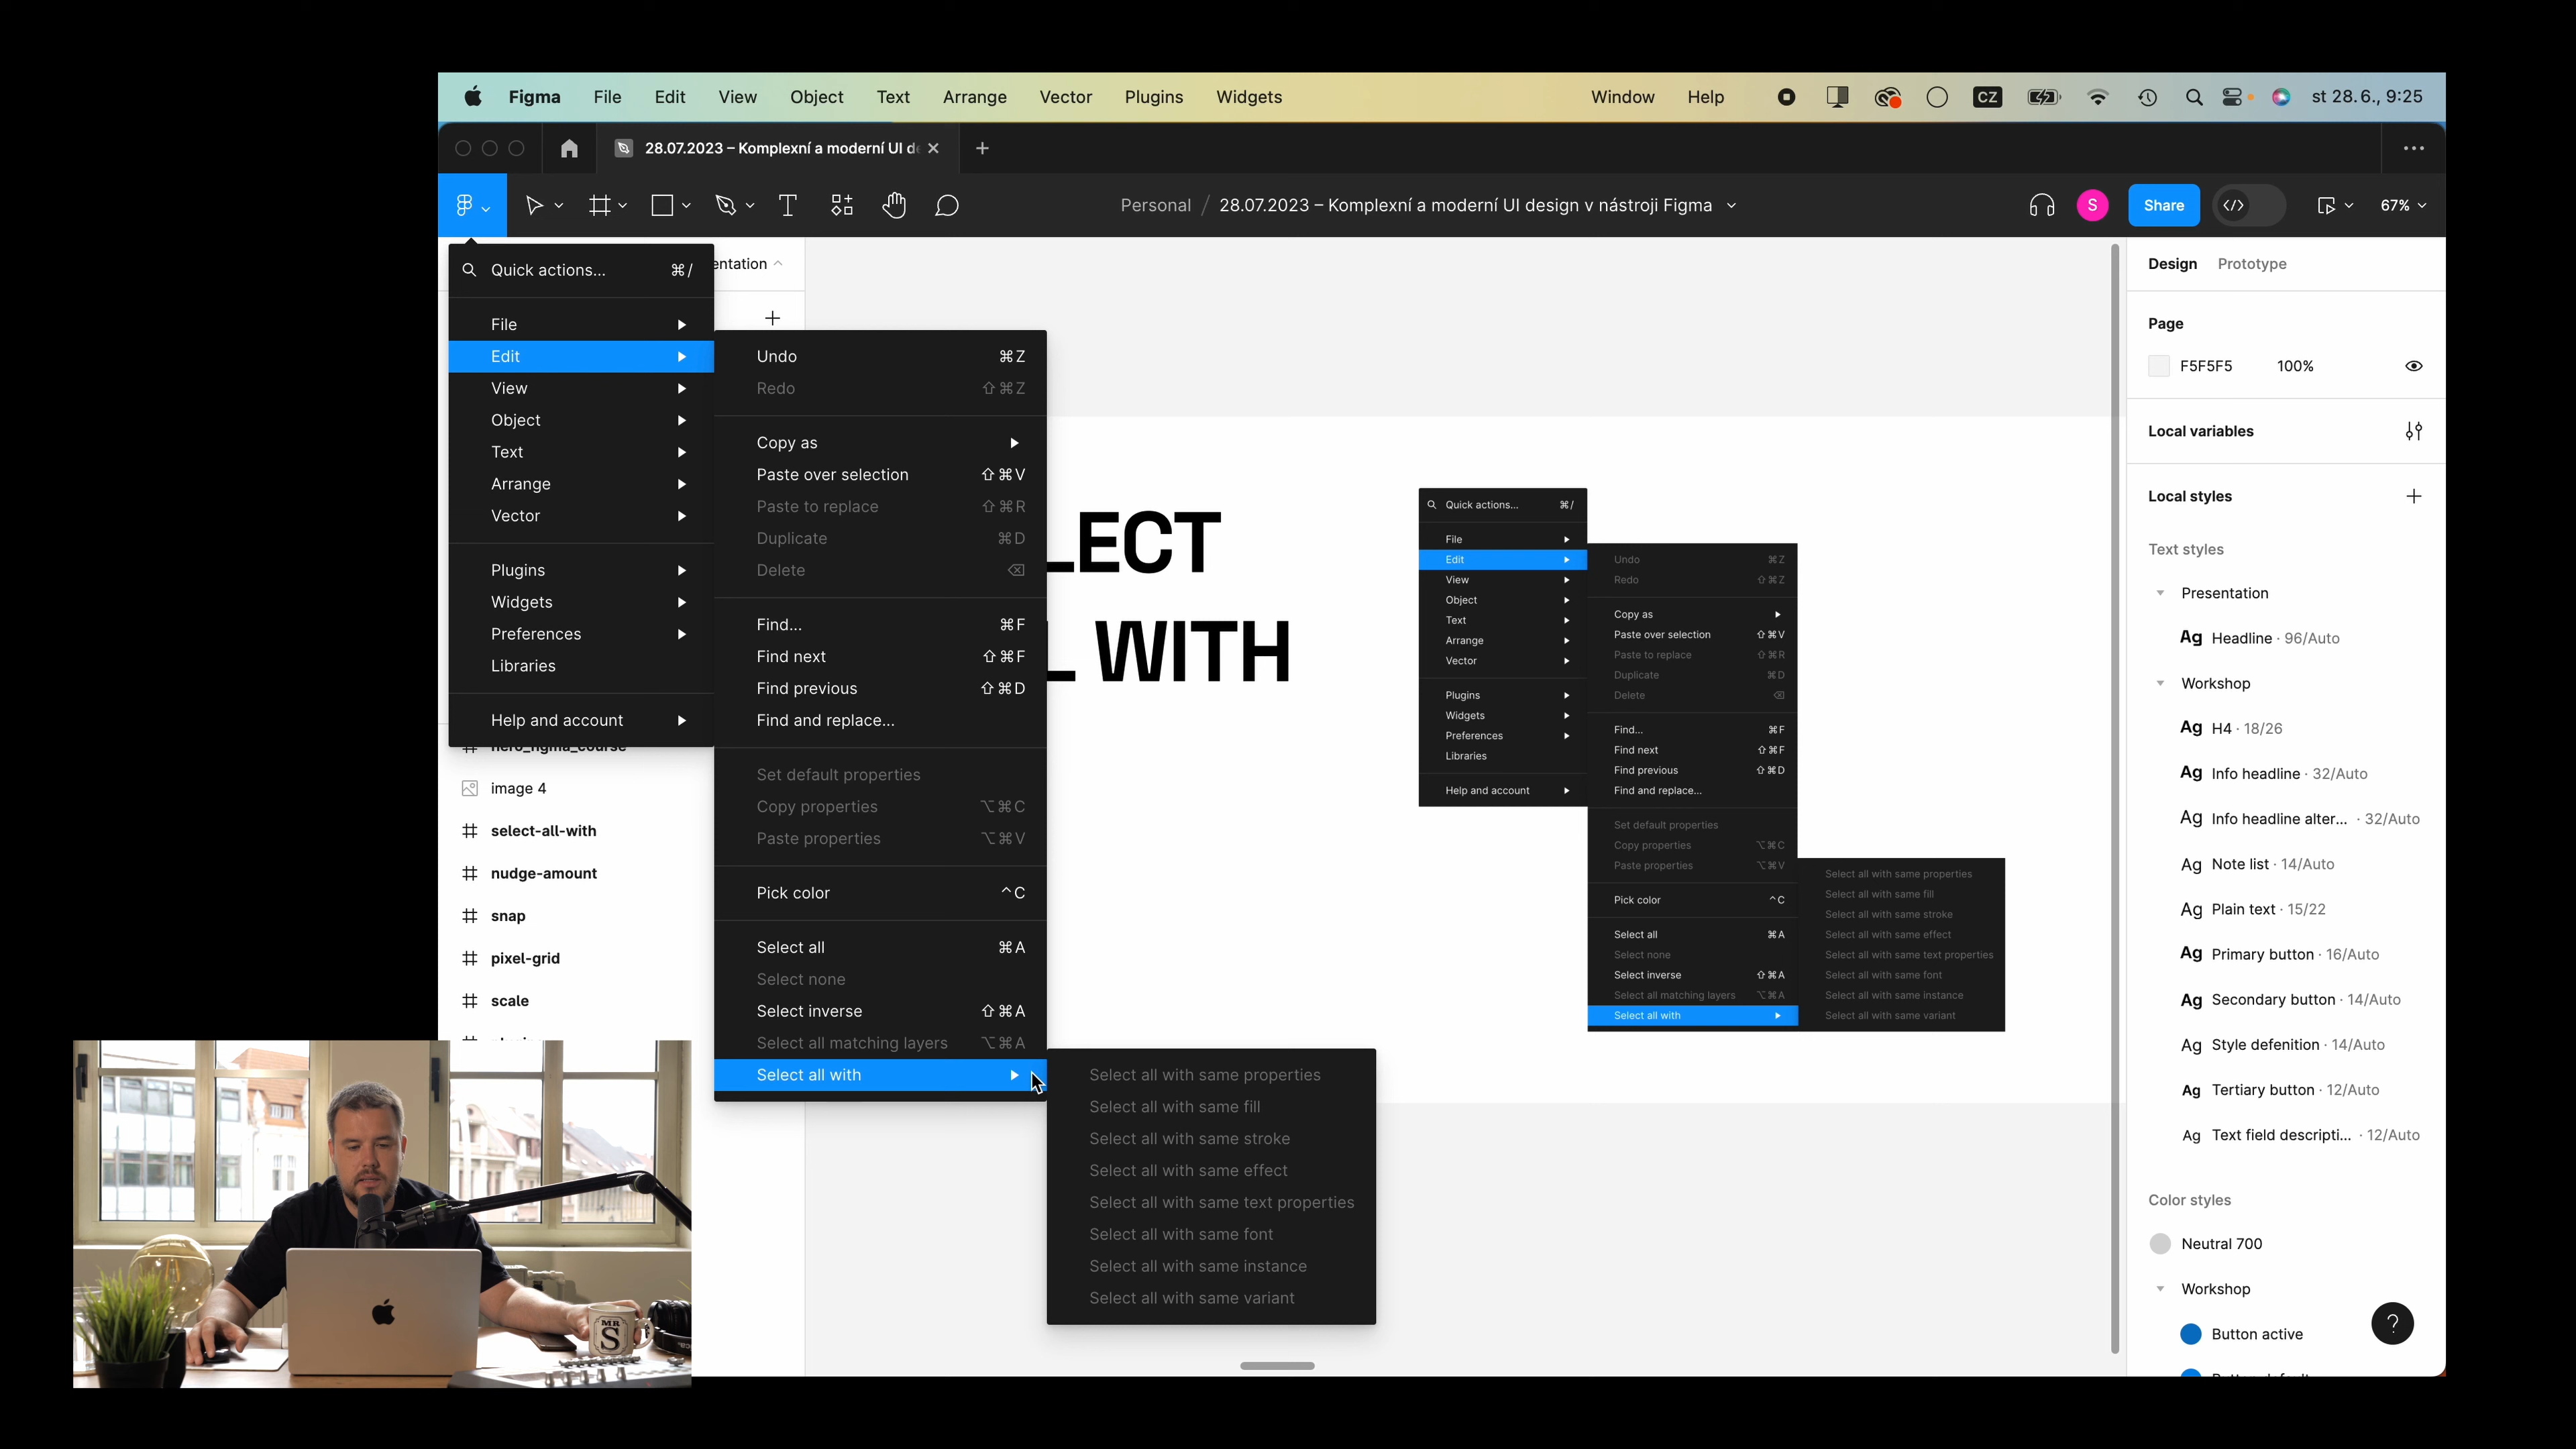 Figma File Edit View Object Text Arrange Vector Plugins Widgets Window Help CZ st 28.6., 9:25
28.07.2023 – Komplexní a moderní UI de
Personal / 28.07.2023 – Komplexní a moderní UI design v nástroji Figma
S
Share
67%
entation
Quick actions... ⌘/
File
Edit
View
Object
Text
Arrange
Vector
Plugins
Widgets
Preferences
Libraries
Help and account
hero_figma_course
image 4
select-all-with
nudge-amount
snap
pixel-grid
scale
Undo ⌘Z
Redo ⇧⌘Z
Copy as
Paste over selection ⇧⌘V
Paste to replace ⇧⌘R
Duplicate ⌘D
Delete ⌫
Find... ⌘F
Find next ⇧⌘F
Find previous ⇧⌘D
Find and replace...
Set default properties
Copy properties ⌥⌘C
Paste properties ⌥⌘V
Pick color ^C
Select all ⌘A
Select none
Select inverse ⇧⌘A
Select all matching layers ⌥⌘A
Select all with
Select all with same properties
Select all with same fill
Select all with same stroke
Select all with same effect
Select all with same text properties
Select all with same font
Select all with same instance
Select all with same variant
LECT
L WITH
Quick actions... ⌘/
File
Edit
View
Object
Text
Arrange
Vector
Plugins
Widgets
Preferences
Libraries
Help and account
Undo ⌘Z
Redo ⇧⌘Z
Copy as
Paste over selection ⇧⌘V
Paste to replace ⇧⌘R
Duplicate ⌘D
Delete ⌫
Find... ⌘F
Find next ⇧⌘F
Find previous ⇧⌘D
Find and replace...
Set default properties
Copy properties ⌥⌘C
Paste properties ⌥⌘V
Pick color ^C
Select all ⌘A
Select none
Select inverse ⇧⌘A
Select all matching layers ⌥⌘A
Select all with
Select all with same properties
Select all with same fill
Select all with same stroke
Select all with same effect
Select all with same text properties
Select all with same font
Select all with same instance
Select all with same variant
Design Prototype
Page
F5F5F5 100%
Local variables
Local styles
Text styles
Presentation
Ag Headline · 96/Auto
Workshop
Ag H4 · 18/26
Ag Info headline · 32/Auto
Ag Info headline alter... · 32/Auto
Ag Note list · 14/Auto
Ag Plain text · 15/22
Ag Primary button · 16/Auto
Ag Secondary button · 14/Auto
Ag Style defenition · 14/Auto
Ag Tertiary button · 12/Auto
Ag Text field descripti... · 12/Auto
Color styles
Neutral 700
Workshop
Button active
?
MR
S